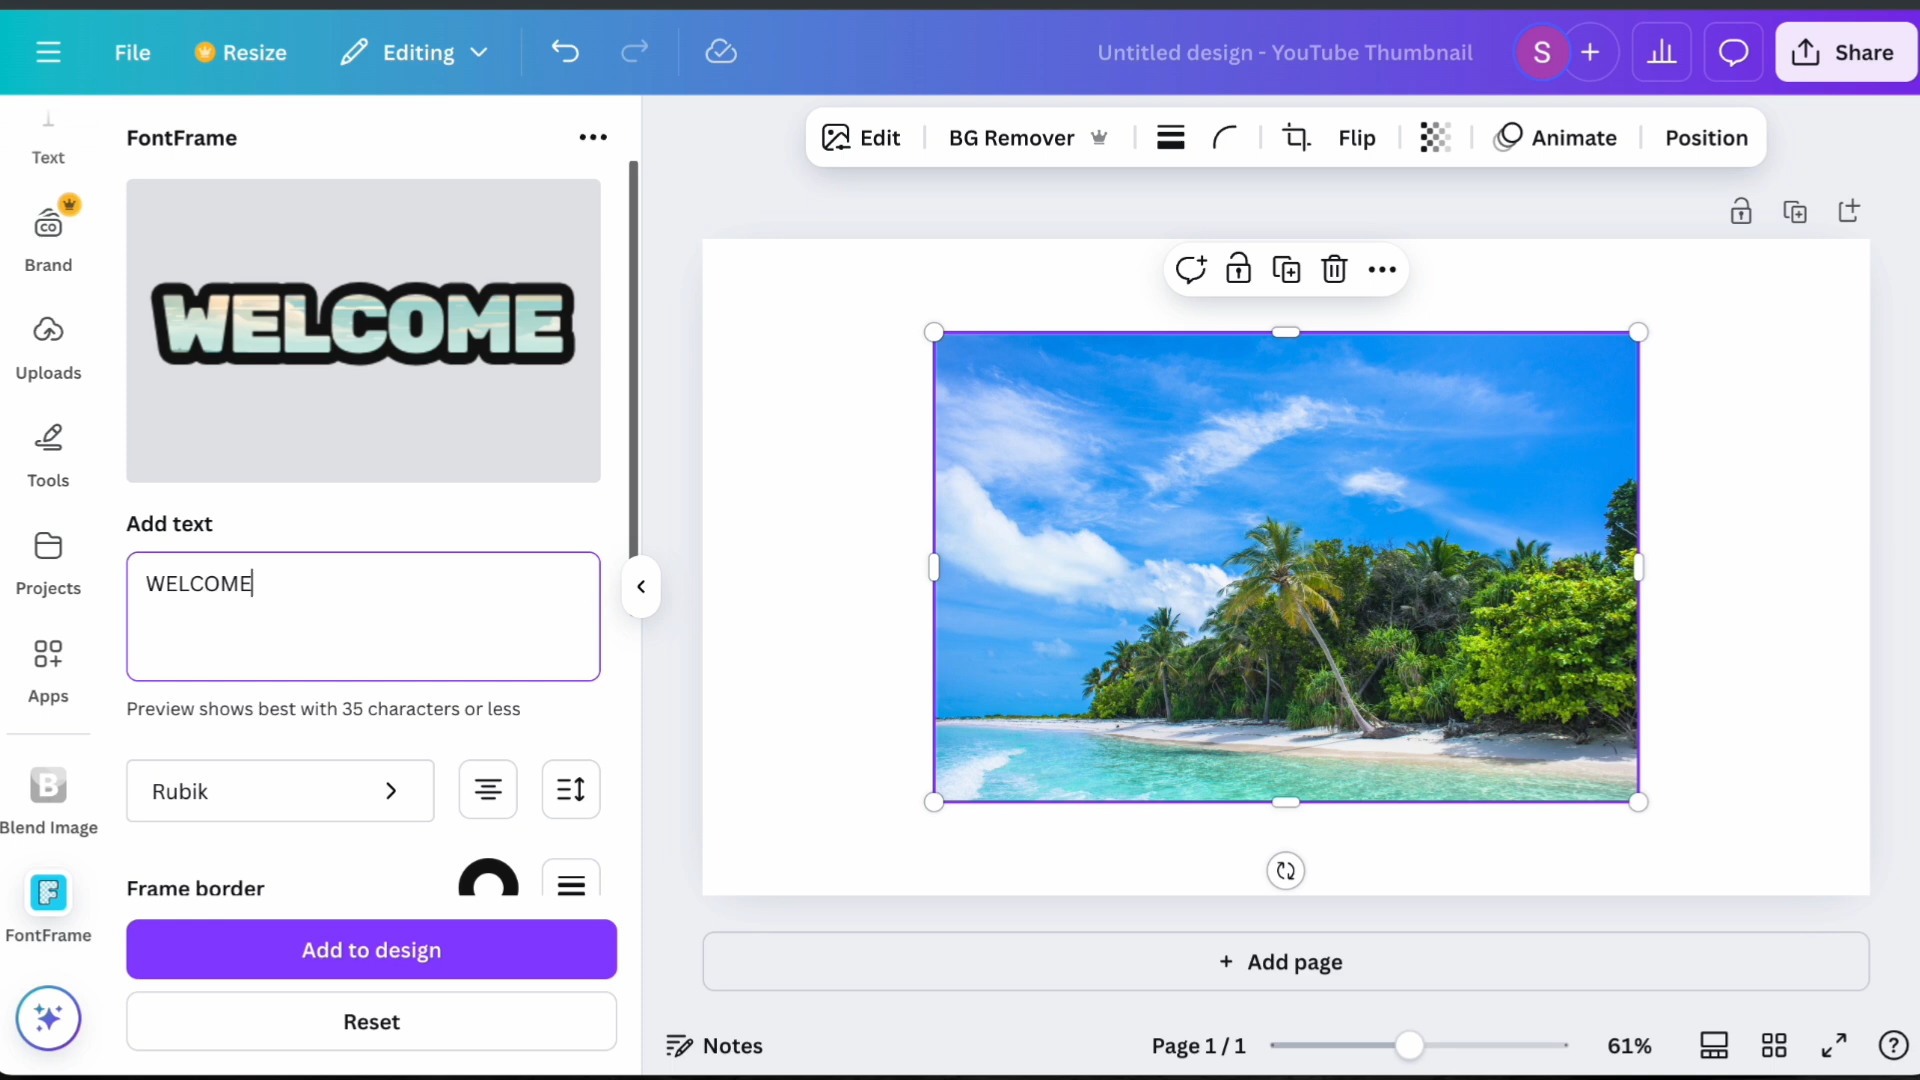 File
Resize
Editing
Untitled design - YouTube Thumbnail
S
Share
Text
Brand
Uploads
Tools
Projects
Apps
B
Blend Image
F
FontFrame
FontFrame
WELCOME
Add text
WELCOME
Preview shows best with 35 characters or less
Rubik
Frame border
Add to design
Reset
Edit
BG Remover
Flip
Animate
Position
+ Add page
Notes
Page 1 / 1
61%
?